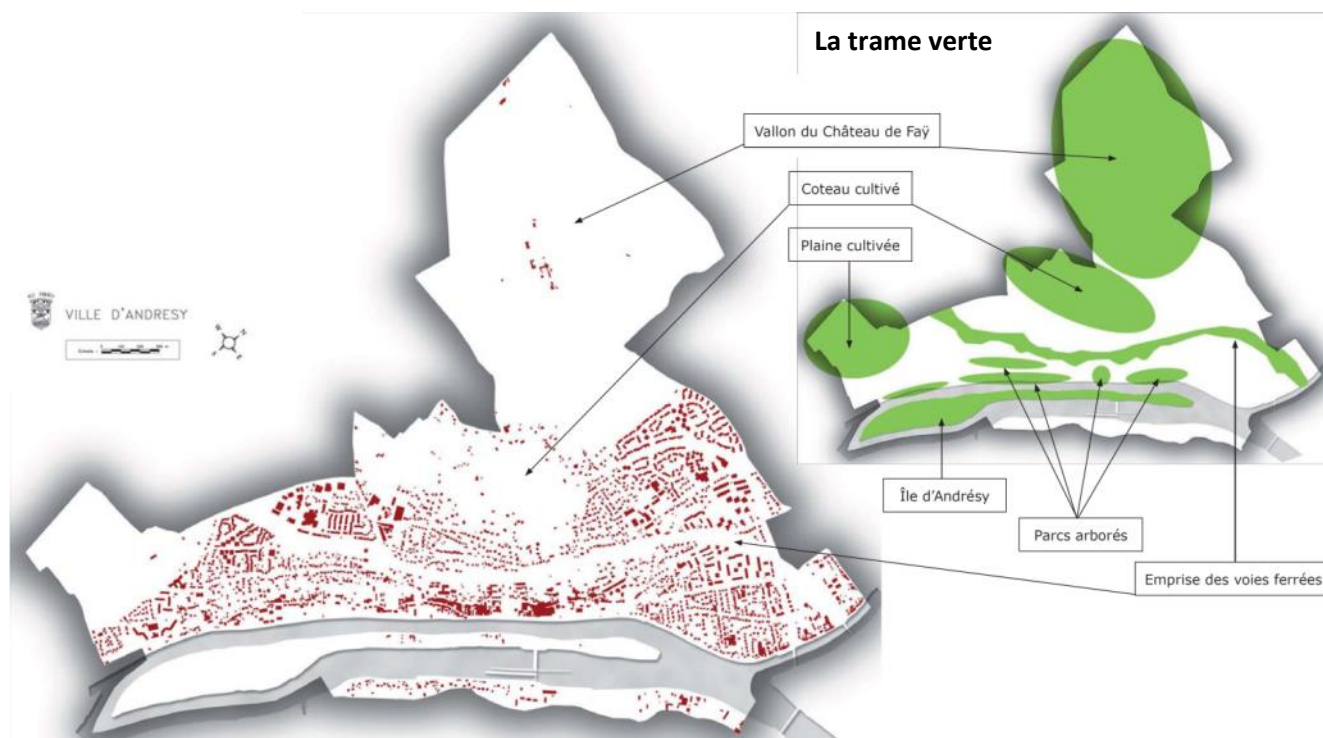 La trame verte
Vallon du Château de Faÿ
Coteau cultivé
Plaine cultivée
VILLE D'ANDRESY
Île d'Andrésy
Parcs arborés
Emprise des voies ferrées